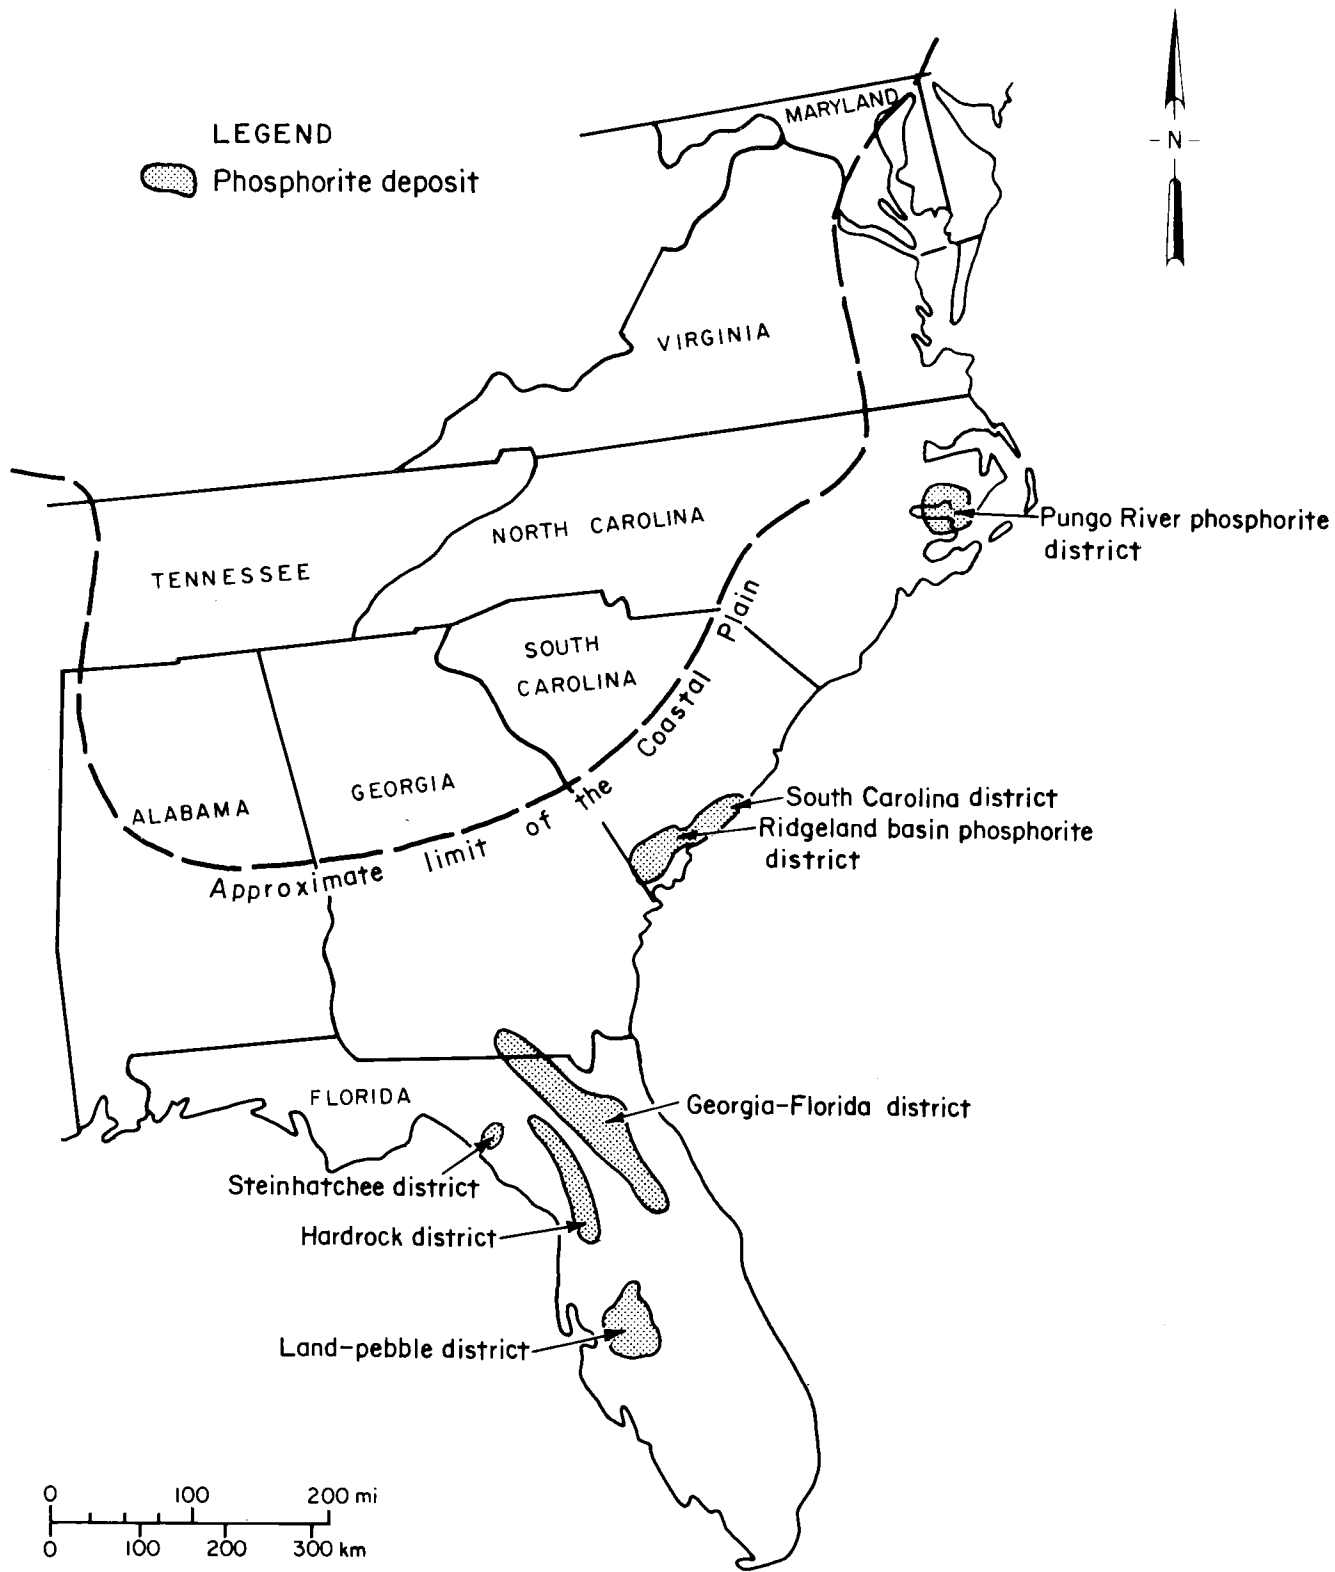 MARYLAND
LEGEND
- N -
Phosphorite deposit
VIRGINIA
NORTH CAROLINA
Pungo River phosphorite
district
TENNESSEE
SOUTH
CAROLINA
Approximate limit of the Coastal Plain
GEORGIA
ALABAMA
South Carolina district
Ridgeland basin phosphorite
district
FLORIDA
Georgia-Florida district
Steinhatchee district
Hardrock district
Land-pebble district
0 100 200 mi
0 100 200 300 km